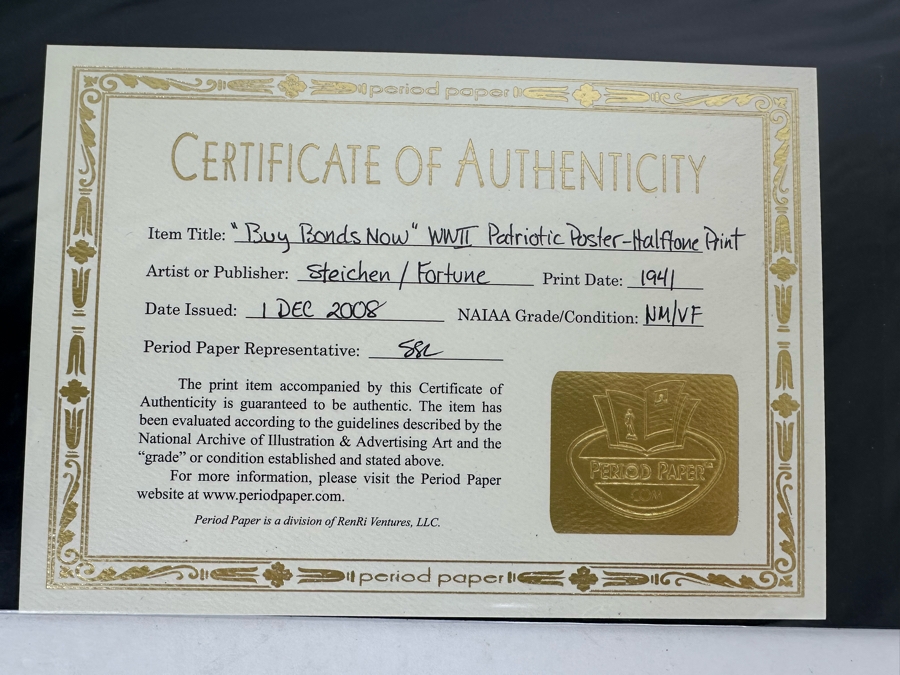 period paper
CERTIFICATE OF AUTHENTICITY
Item Title: "Buy Bonds Now" WWII Patriotic Poster-Halftone Print
Artist or Publisher: Steichen / Fortune Print Date: 1941
Date Issued: 1 DEC 2008 NAIAA Grade/Condition: NM/VF
Period Paper Representative: SSL
The print item accompanied by this Certificate of
Authenticity is guaranteed to be authentic. The item has
been evaluated according to the guidelines described by the
National Archive of Illustration & Advertising Art and the
“grade” or condition established and stated above.
For more information, please visit the Period Paper
website at www.periodpaper.com.
Period Paper is a division of RenRi Ventures, LLC.
PERIOD PAPER
.COM
period paper